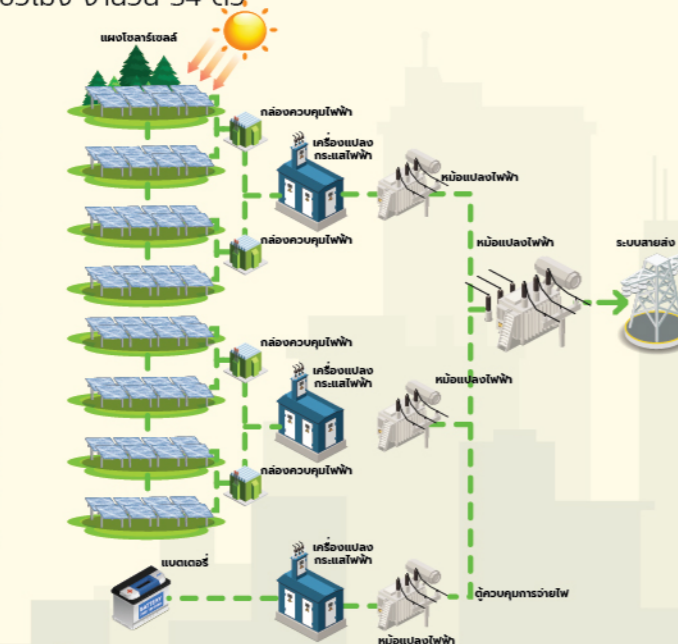 จำนวน 34 ตัว
แผงโซลาร์เซลล์
กล่องควบคุมไฟฟ้า
เครื่องแปลง
กระแสไฟฟ้า
หม้อแปลงไฟฟ้า
กล่องควบคุมไฟฟ้า
หม้อแปลงไฟฟ้า
ระบบสายส่ง
กล่องควบคุมไฟฟ้า
เครื่องแปลง
กระแสไฟฟ้า
หม้อแปลงไฟฟ้า
กล่องควบคุมไฟฟ้า
แบตเตอรี่
เครื่องแปลง
กระแสไฟฟ้า
BATTERY
ตู้ควบคุมการจ่ายไฟ
หม้อแปลงไฟฟ้า